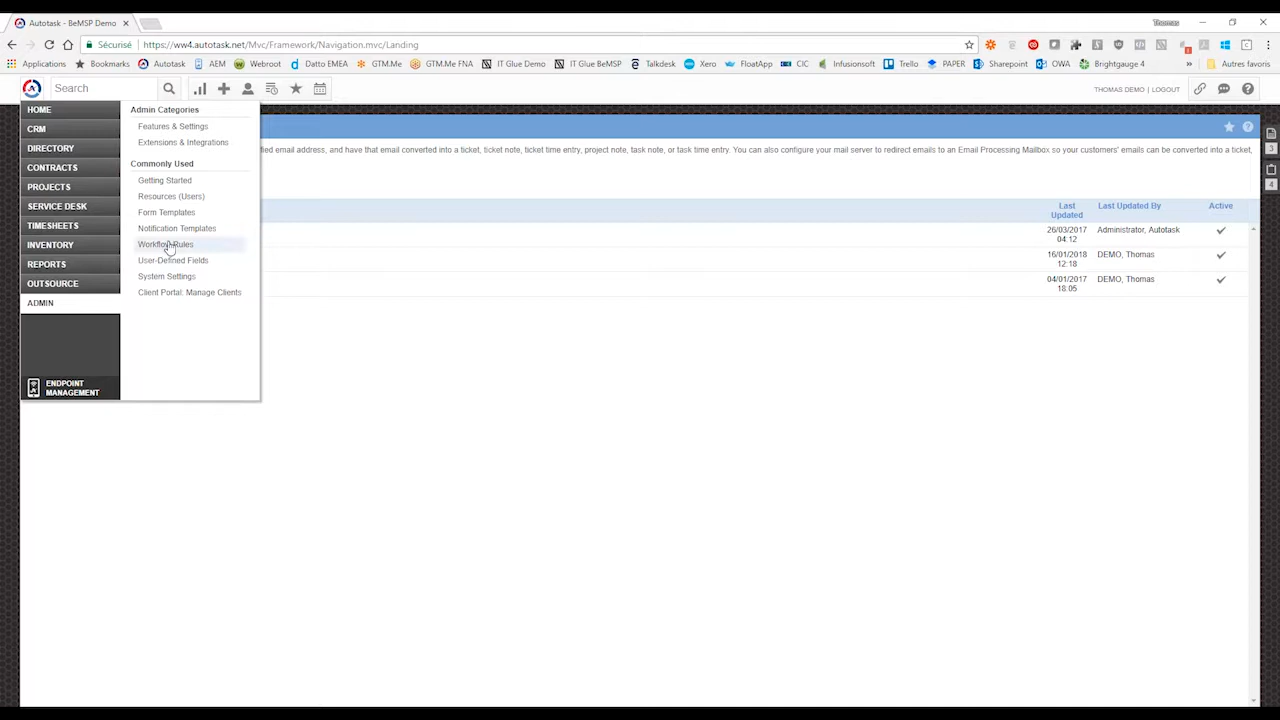 Autotask - BeMSP Demo
Thomas
Sécurisé
https://ww4.autotask.net/Mvc/Framework/Navigation.mvc/Landing
Applications Bookmarks Autotask AEM Webroot Datto EMEA GTM.Me GTM.Me FNA IT Glue Demo IT Glue BeMSP Talkdesk Xero FloatApp CIC Infusionsoft Trello PAPER Sharepoint OWA Brightgauge 4 » Autres favoris
Search
THOMAS DEMO | LOGOUT
HOME
CRM
DIRECTORY
CONTRACTS
PROJECTS
SERVICE DESK
TIMESHEETS
INVENTORY
REPORTS
OUTSOURCE
ADMIN
ENDPOINT
MANAGEMENT
Admin Categories
Features & Settings
Extensions & Integrations
Commonly Used
Getting Started
Resources (Users)
Form Templates
Notification Templates
Workflow Rules
User-Defined Fields
System Settings
Client Portal: Manage Clients
fied email address, and have that email converted into a ticket, ticket note, ticket time entry, project note, task note, or task time entry. You can also configure your mail server to redirect emails to an Email Processing Mailbox so your customers' emails can be converted into a ticket,
Last
Updated
Last Updated By
Active
26/03/2017
04:12
Administrator, Autotask
16/01/2018
12:18
DEMO, Thomas
04/01/2017
18:05
DEMO, Thomas
3
4